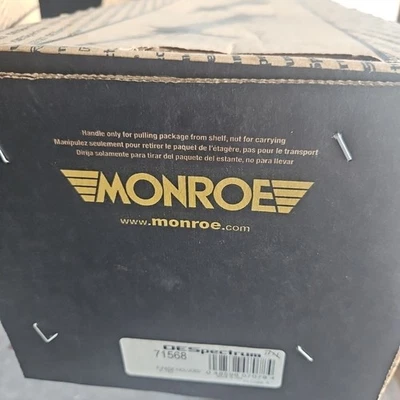 Handle only for pulling package from shelf, not for carrying
Manipulez seulement pour retirer le paquet de l'étagère, pas pour le transport
Dirija solamente para tirar del paquete del estante, no para llevar
MONROE
www.monroe.com
OESpectrum
71568